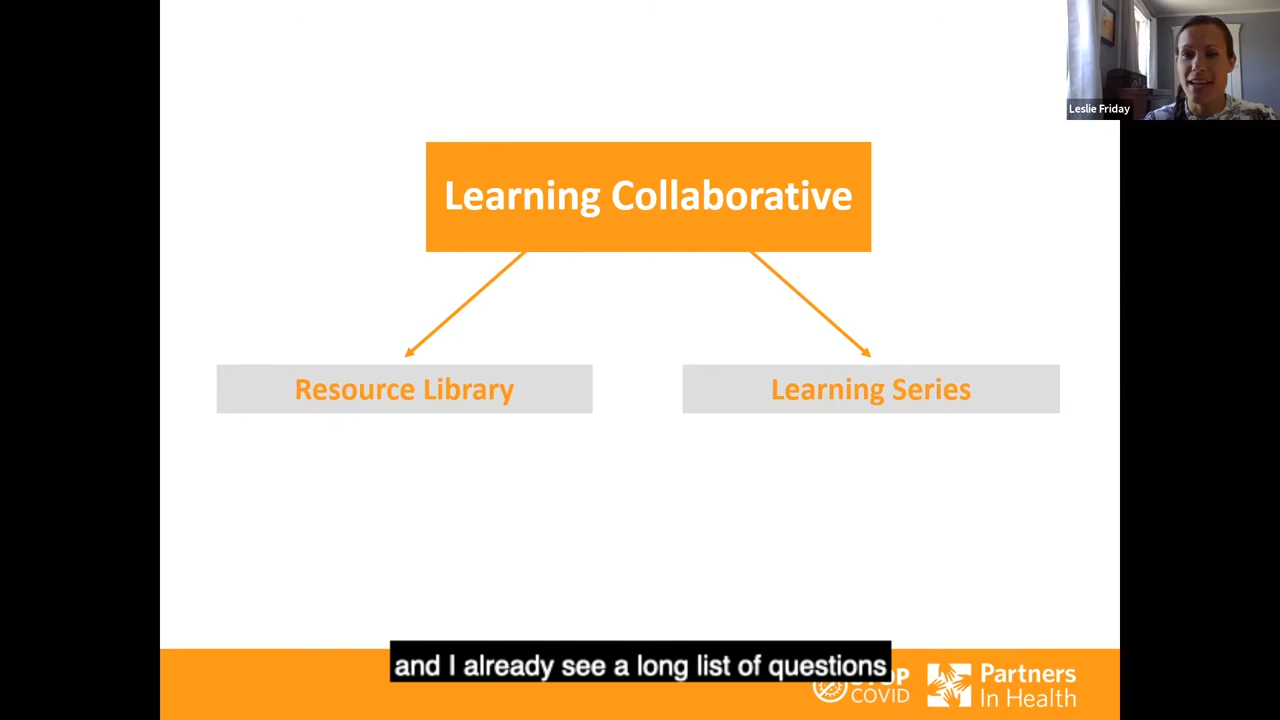 Leslie Friday
Learning Collaborative
Resource Library
Learning Series
and I already see a long list of questions
COVID
Partners
In Health